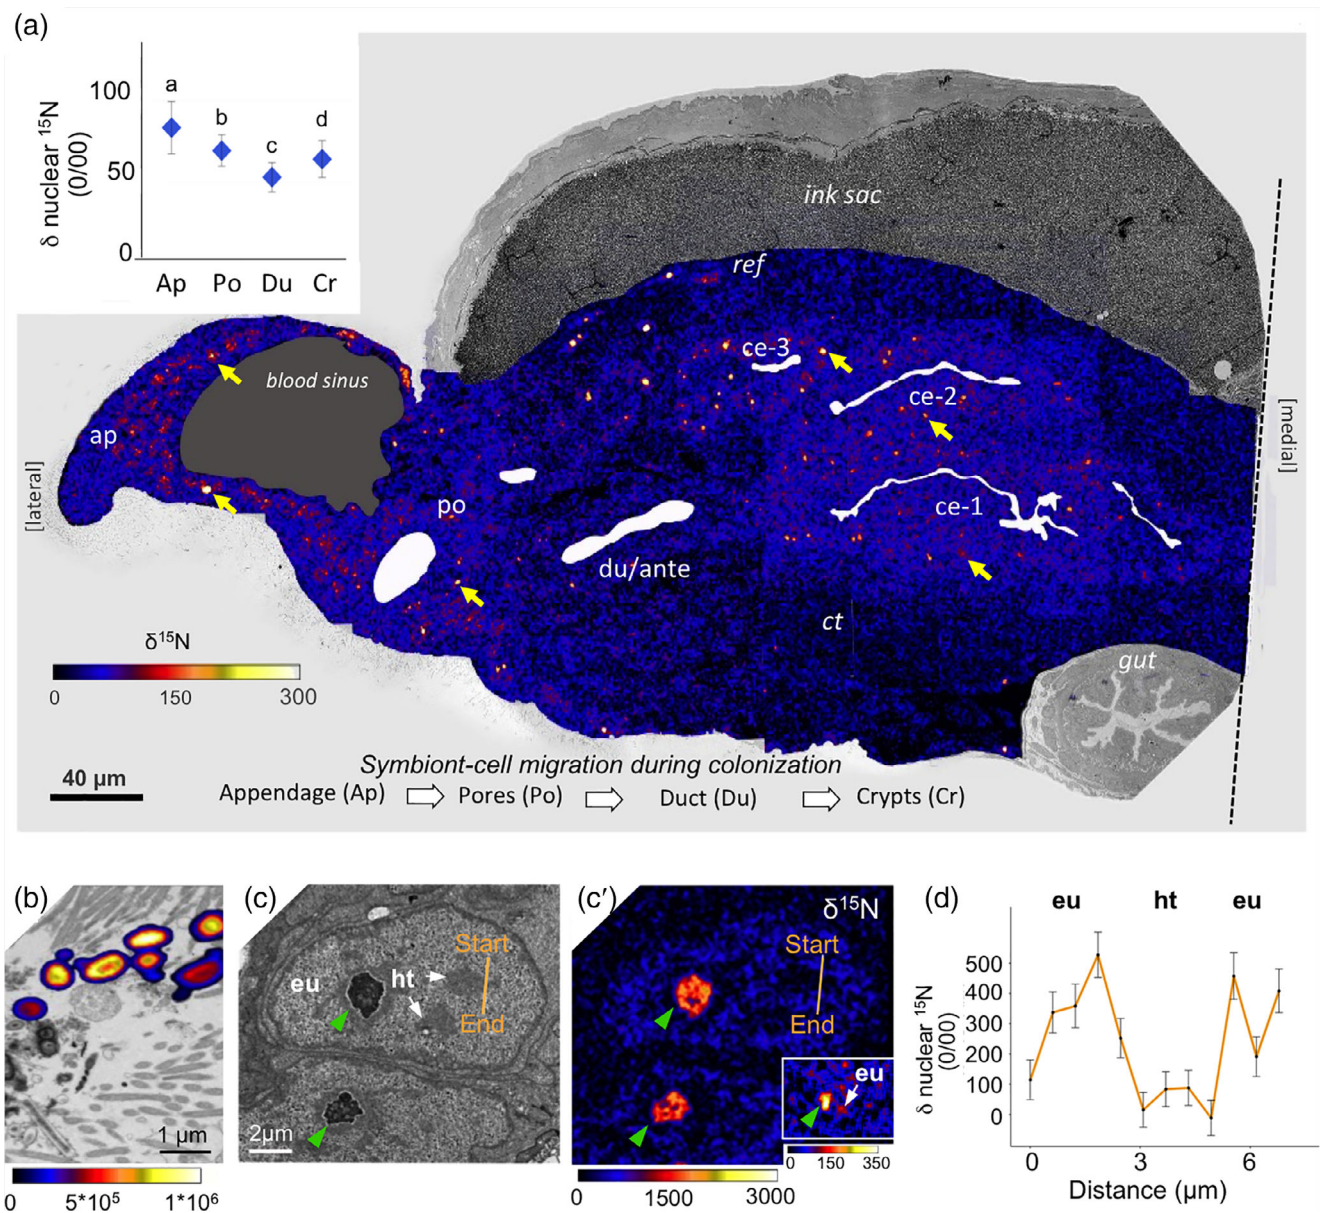 (a)
δ nuclear ¹⁵N
(0/00)
100
50
0
a
b
c
d
Ap
Po
Du
Cr
ink sac
ref
ce-3
blood sinus
ce-2
ap
[lateral]
[medial]
po
ce-1
du/ante
ct
gut
δ¹⁵N
0
150
300
40 µm
Symbiont-cell migration during colonization
Appendage (Ap)
Pores (Po)
Duct (Du)
Crypts (Cr)
(b)
1 µm
0
5*10⁵
1*10⁶
(c)
Start
ht
eu
End
2µm
(c′)
δ¹⁵N
Start
End
eu
0
150
350
0
1500
3000
(d)
eu
ht
eu
δ nuclear ¹⁵N
(0/00)
500
400
300
200
100
0
0
3
6
Distance (µm)